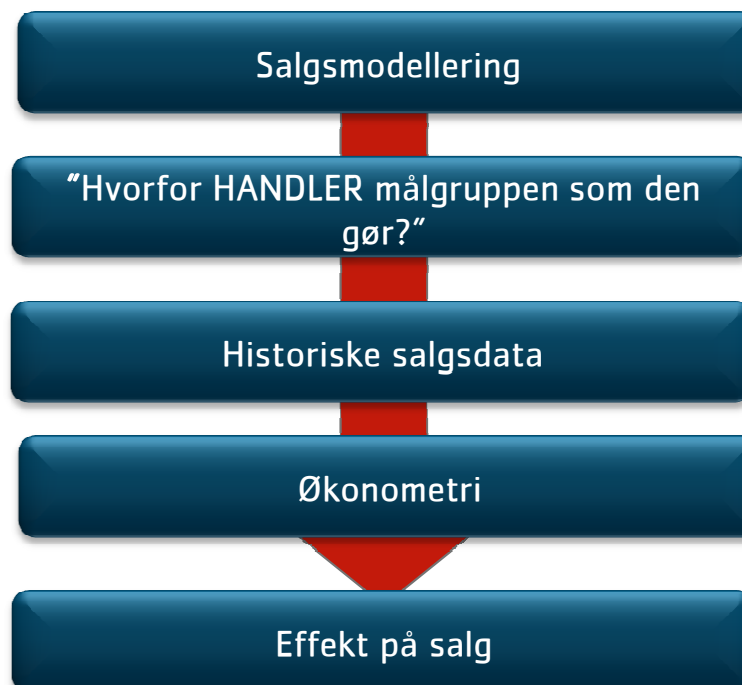 Salgsmodellering
"Hvorfor HANDLER målgruppen som den
gør?"
Historiske salgsdata
Økonometri
Effekt på salg